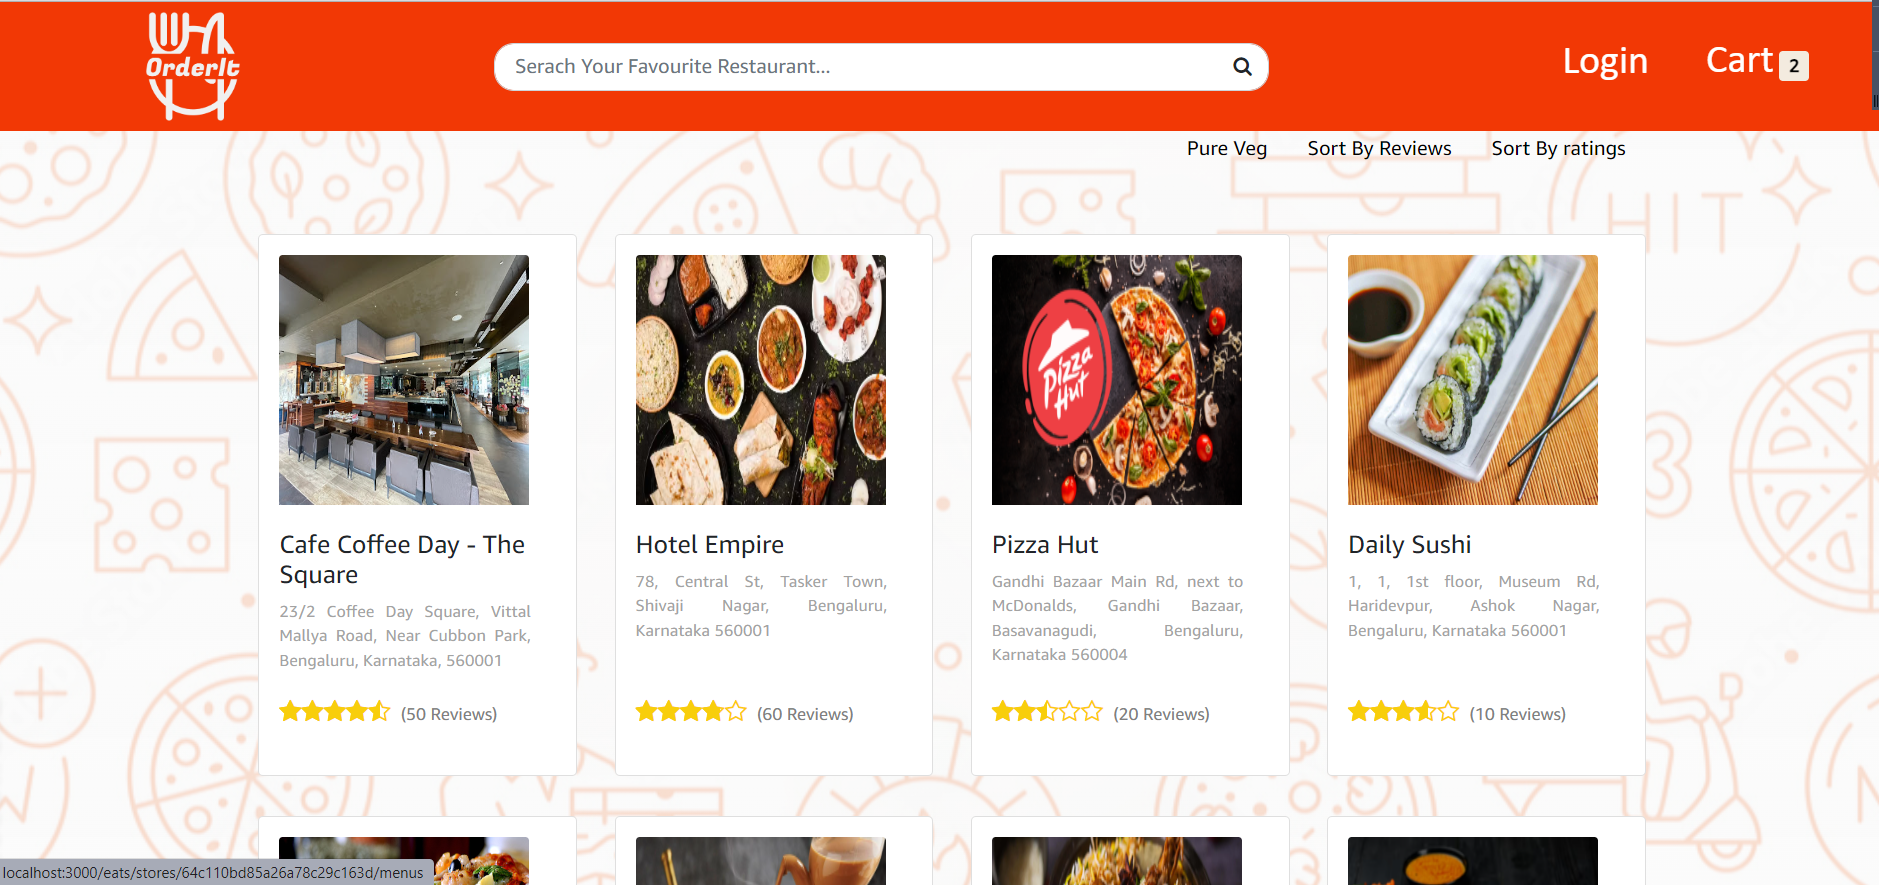 OrderIt
Serach Your Favourite Restaurant...
Login
Cart 2
Pure Veg
Sort By Reviews
Sort By ratings
HIT
Pizza
Hut
Cafe Coffee Day - The
Square
23/2 Coffee Day Square, Vittal
Mallya Road, Near Cubbon Park,
Bengaluru, Karnataka, 560001
(50 Reviews)
Hotel Empire
78, Central St, Tasker Town,
Shivaji Nagar, Bengaluru,
Karnataka 560001
(60 Reviews)
Pizza Hut
Gandhi Bazaar Main Rd, next to
McDonalds, Gandhi Bazaar,
Basavanagudi, Bengaluru,
Karnataka 560004
(20 Reviews)
Daily Sushi
1, 1, 1st floor, Museum Rd,
Haridevpur, Ashok Nagar,
Bengaluru, Karnataka 560001
(10 Reviews)
localhost:3000/eats/stores/64c110bd85a26a78c29c163d/menus